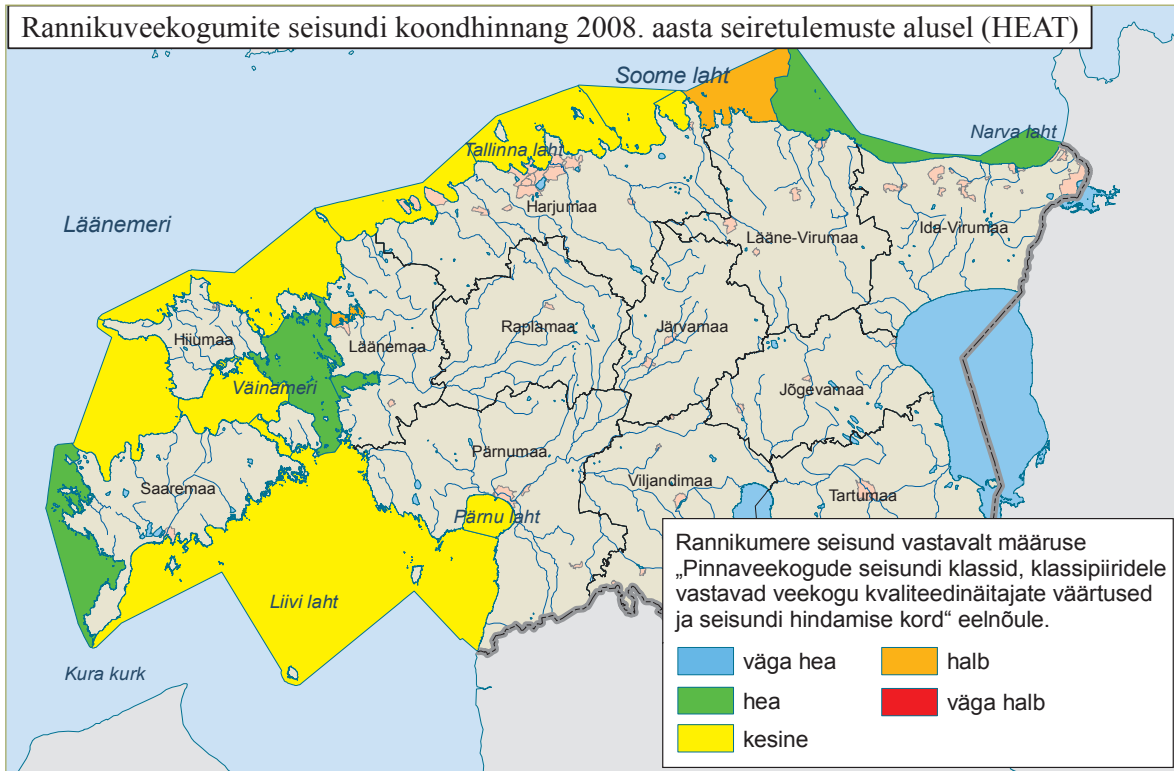 Rannikuveekogumite seisundi koondhinnang 2008. aasta seiretulemuste alusel (HEAT)
Soome laht
Narva laht
Tallinna laht
Harjumaa
Läänemeri
Lääne-Virumaa
Ida-Virumaa
Hiiumaa
Läänemaa
Raplamaa
Järvamaa
Väinameri
Jõgevamaa
Pärnumaa
Saaremaa
Viljandimaa
Tartumaa
Pärnu laht
Liivi laht
Kura kurk
Rannikumere seisund vastavalt määruse
„Pinnaveekogude seisundi klassid, klassipiiridele
vastavad veekogu kvaliteedinäitajate väärtused
ja seisundi hindamise kord“ eelnõule.
väga hea
halb
hea
väga halb
kesine